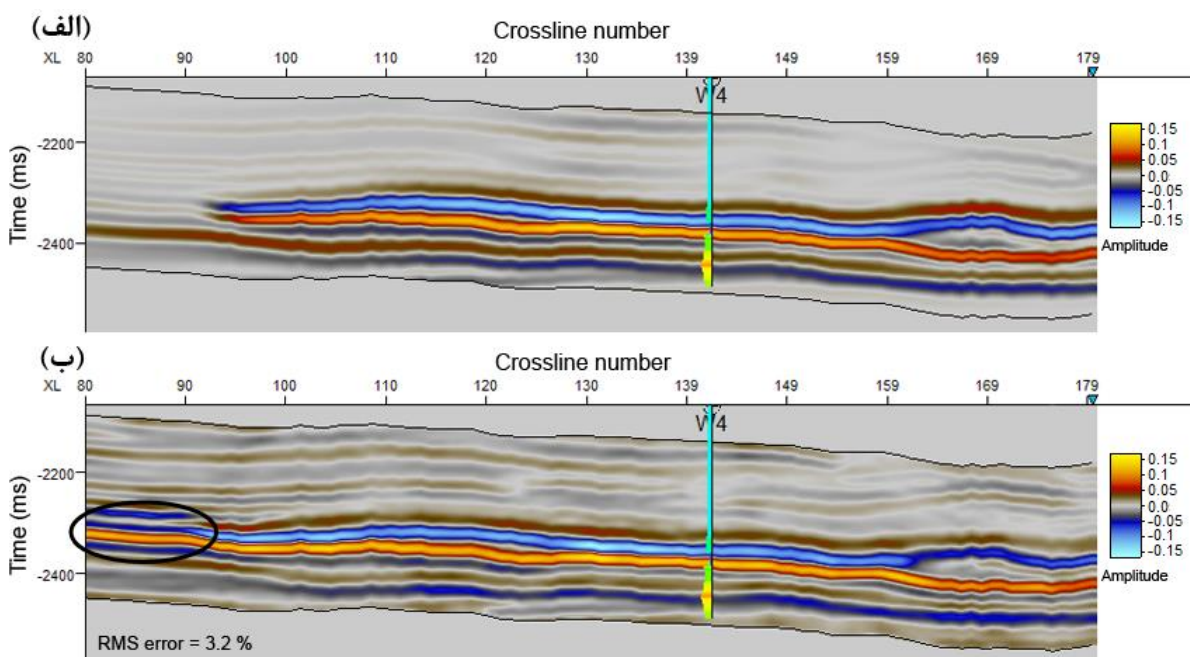 (الف)
Crossline number
XL 80 90 100 110 120 130 139 149 159 169 179
W4
-2200
-2400
Time (ms)
0.15
0.1
0.05
0.0
-0.05
-0.1
-0.15
Amplitude
(ب)
Crossline number
XL 80 90 100 110 120 130 139 149 159 169 179
W4
-2200
-2400
Time (ms)
0.15
0.1
0.05
0.0
-0.05
-0.1
-0.15
Amplitude
RMS error = 3.2 %